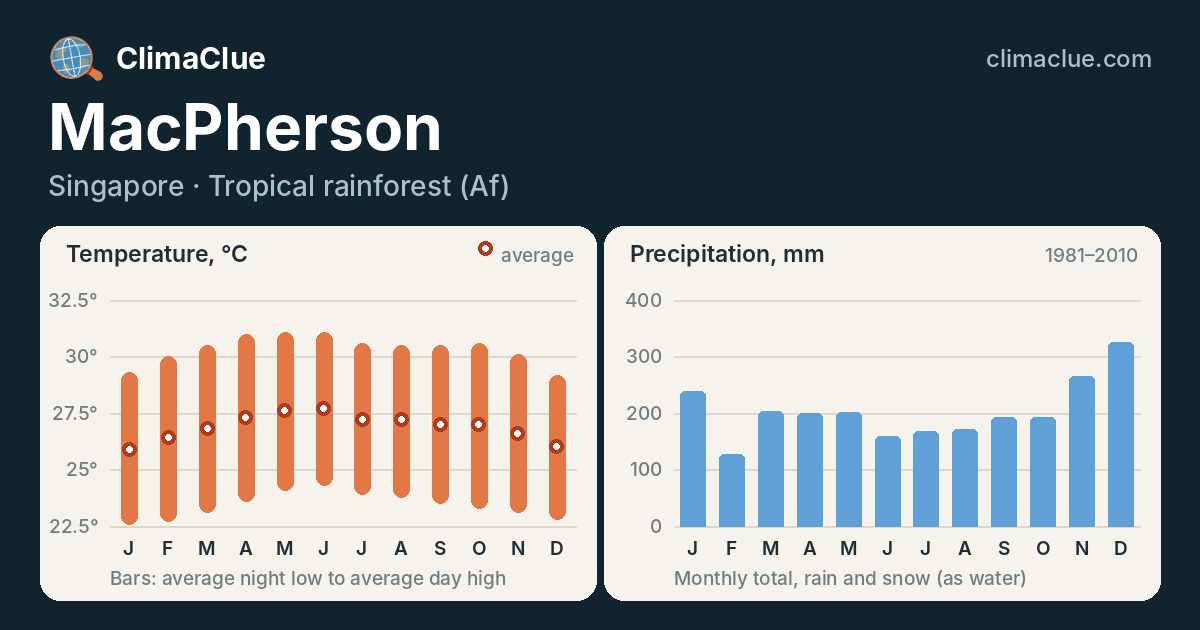 ClimaClue
climaclue.com
MacPherson
Singapore · Tropical rainforest (Af)
Temperature, °C
average
32.5°
30°
27.5°
25°
22.5°
J F M A M J J A S O N D
Bars: average night low to average day high
Precipitation, mm
1981–2010
400
300
200
100
0
J F M A M J J A S O N D
Monthly total, rain and snow (as water)